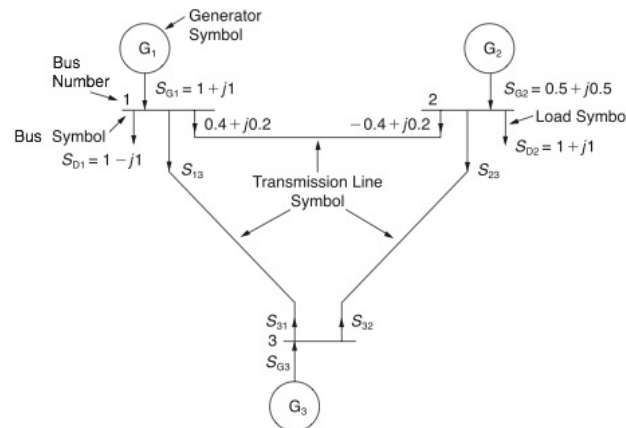 Generator
Symbol
G1
G2
Bus
Number
SG1 = 1 + j1
SG2 = 0.5 + j0.5
1
2
0.4 + j0.2
−0.4 + j0.2
Load Symbo
Bus Symbol
SD1 = 1 − j1
SD2 = 1 + j1
S13
S23
Transmission Line
Symbol
S31
S32
3
SG3
G3